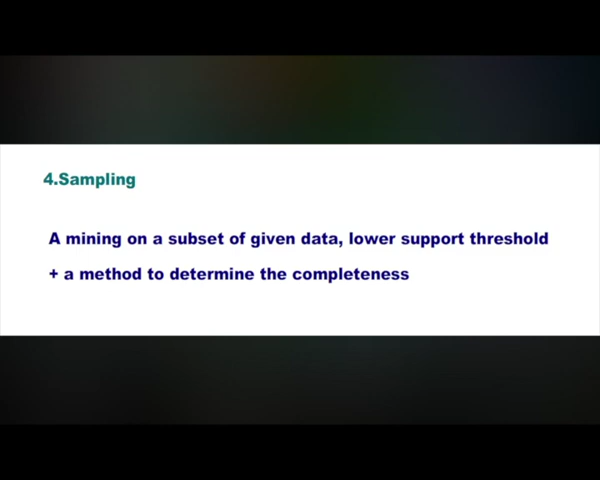 4.Sampling
A mining on a subset of given data, lower support threshold
+ a method to determine the completeness